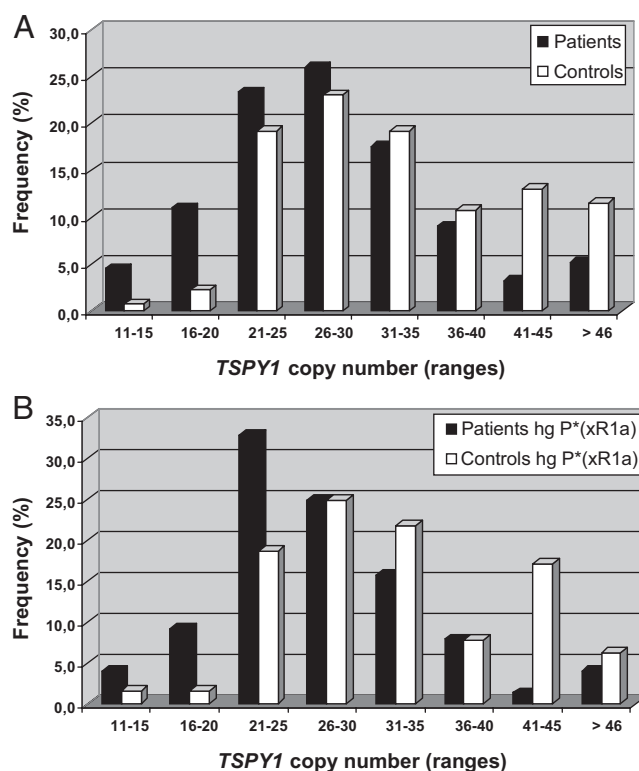 A
30,0
25,0
20,0
15,0
10,0
5,0
0,0
Frequency (%)
Patients
Controls
11-15 16-20 21-25 26-30 31-35 36-40 41-45 > 46
TSPY1 copy number (ranges)
B
35,0
30,0
25,0
20,0
15,0
10,0
5,0
0,0
Frequency (%)
Patients hg P*(xR1a)
Controls hg P*(xR1a)
11-15 16-20 21-25 26-30 31-35 36-40 41-45 > 46
TSPY1 copy number (ranges)